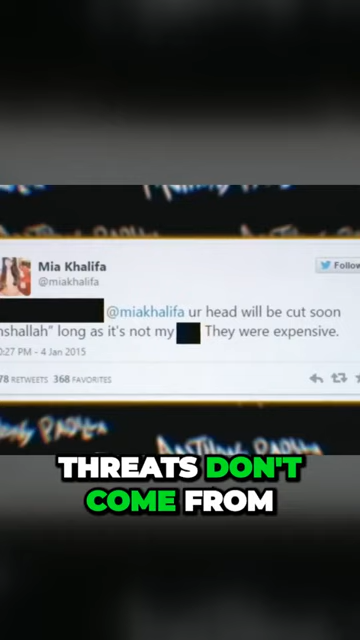 Mia Khalifa
@miakhalifa
Follow
@miakhalifa ur head will be cut soon
nshallah" long as it's not my They were expensive.
0:27 PM - 4 Jan 2015
78 RETWEETS 368 FAVORITES
THREATS DON'T
COME FROM